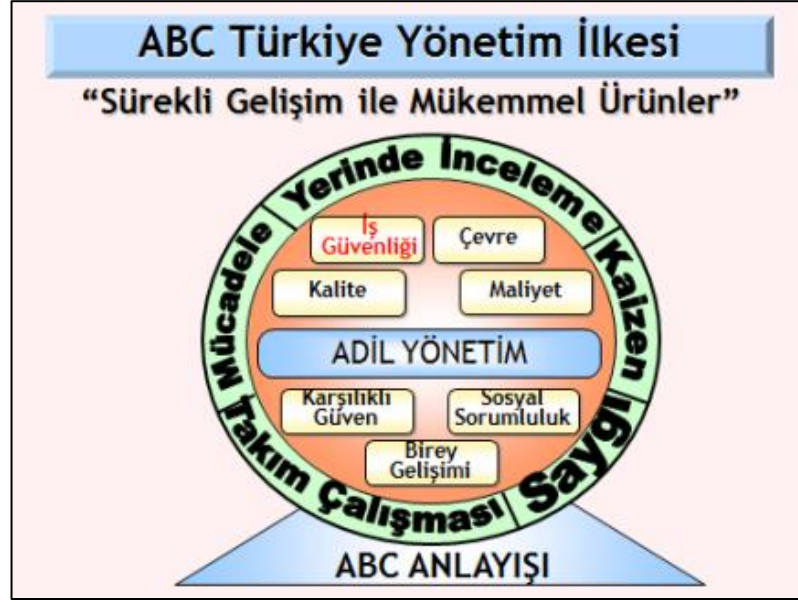 ABC Türkiye Yönetim İlkesi
“Sürekli Gelişim ile Mükemmel Ürünler”
Mücadele
Yerinde İnceleme
Kaizen
İş
Güvenliği
Çevre
Kalite
Maliyet
ADİL YÖNETİM
Karşılıklı
Güven
Sosyal
Sorumluluk
Birey
Gelişimi
Takım Çalışması
Saygı
ABC ANLAYIŞI